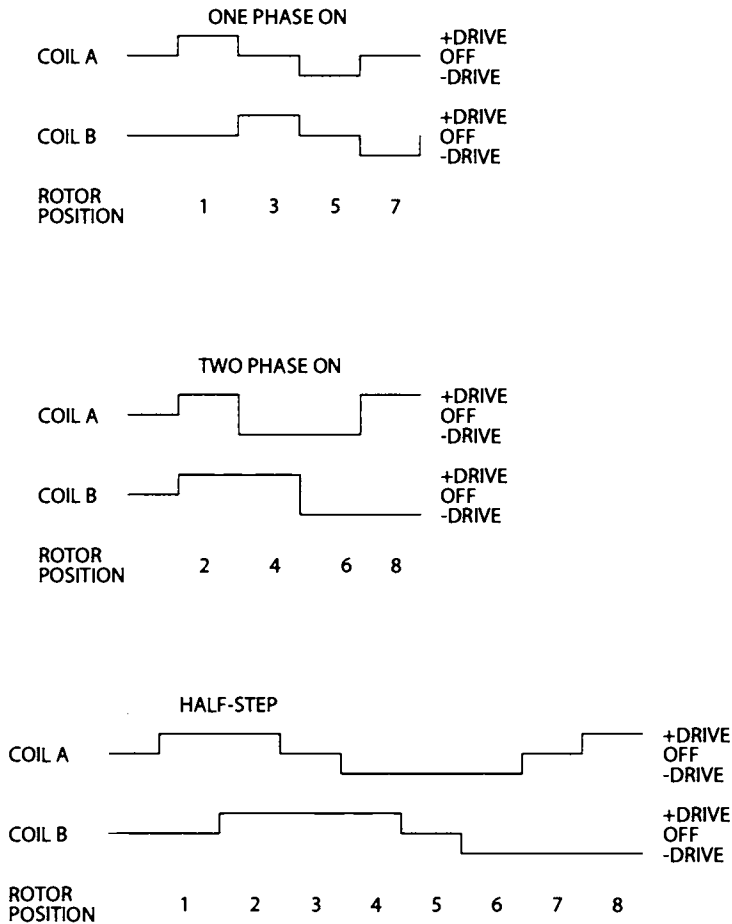 ONE PHASE ON
COIL A
+DRIVE
OFF
-DRIVE
COIL B
+DRIVE
OFF
-DRIVE
ROTOR
POSITION
1 3 5 7
TWO PHASE ON
COIL A
+DRIVE
OFF
-DRIVE
COIL B
+DRIVE
OFF
-DRIVE
ROTOR
POSITION
2 4 6 8
HALF-STEP
COIL A
+DRIVE
OFF
-DRIVE
COIL B
+DRIVE
OFF
-DRIVE
ROTOR
POSITION
1 2 3 4 5 6 7 8